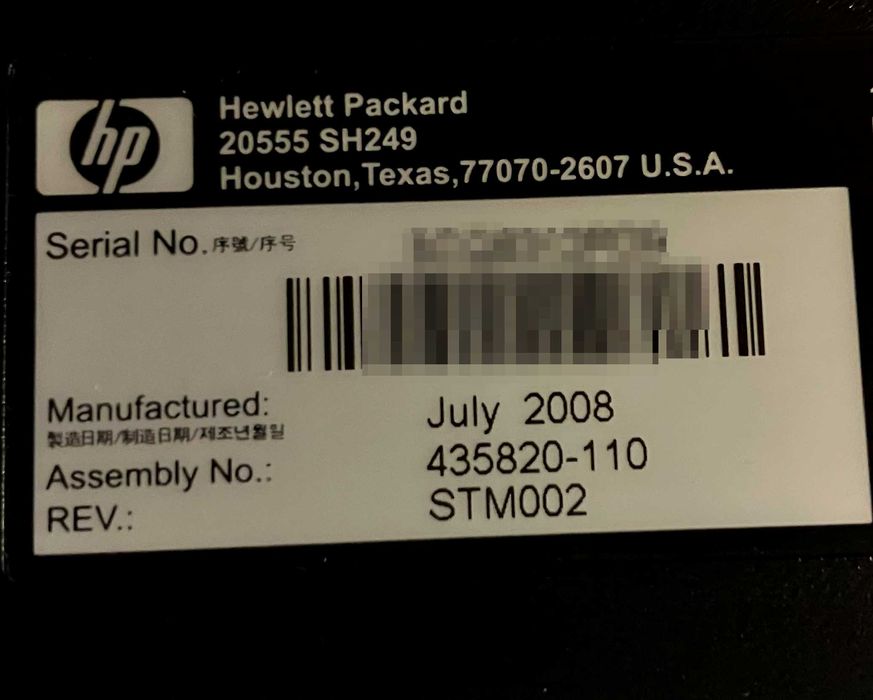 hp
Hewlett Packard
20555 SH249
Houston,Texas,77070-2607 U.S.A.
Serial No.序號/序号
Manufactured: July 2008
製造日期/制造日期/제조년월일
Assembly No.: 435820-110
REV.: STM002